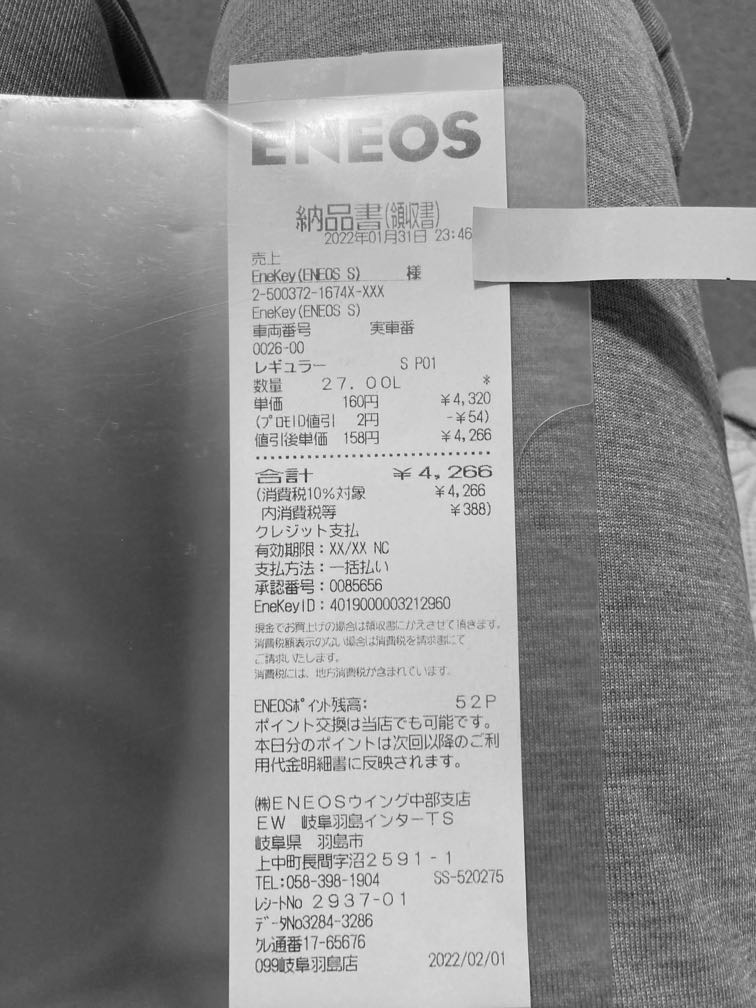 ENEOS
納品書(領収書)
2022年01月31日 23:46
売上
EneKey(ENEOS S) 様
2-500372-1674X-XXX
EneKey(ENEOS S)
車両番号 実車番
0026-00
レギュラー S P01
数量 27.00L *
単価 160円 ¥4,320
(プロモID値引 2円 -¥54)
値引後単価 158円 ¥4,266
合計 ¥4,266
(消費税10%対象 ¥4,266
内消費税等 ¥388)
クレジット支払
有効期限:XX/XX NC
支払方法:一括払い
承認番号:0085656
EneKeyID:4019000003212960
現金でお買上げの場合は領収書にかえさせて頂きます。
消費税額表示のない場合は消費税を請求書にて
ご請求いたします。
消費税には、地方消費税が含まれています。
ENEOSポイント残高: 52P
ポイント交換は当店でも可能です。
本日分のポイントは次回以降のご利
用代金明細書に反映されます。
㈱ENEOSウイング中部支店
EW 岐阜羽島インターTS
岐阜県 羽島市
上中町長間字沼2591-1
TEL:058-398-1904 SS-520275
レシートNo 2937-01
データNo3284-3286
クレ通番17-65676
099岐阜羽島店 2022/02/01